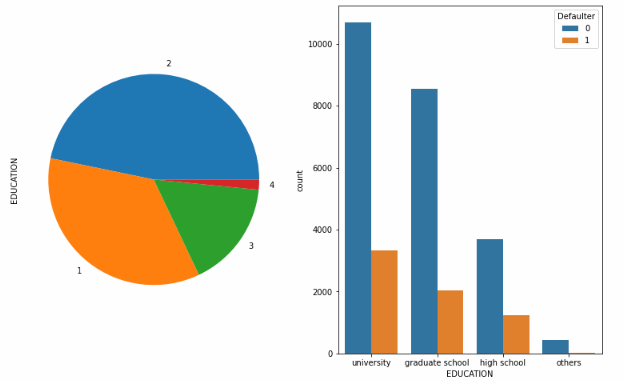 EDUCATION
2
1
3
4
Defaulter
0
1
count
10000
8000
6000
4000
2000
0
university graduate school high school others
EDUCATION